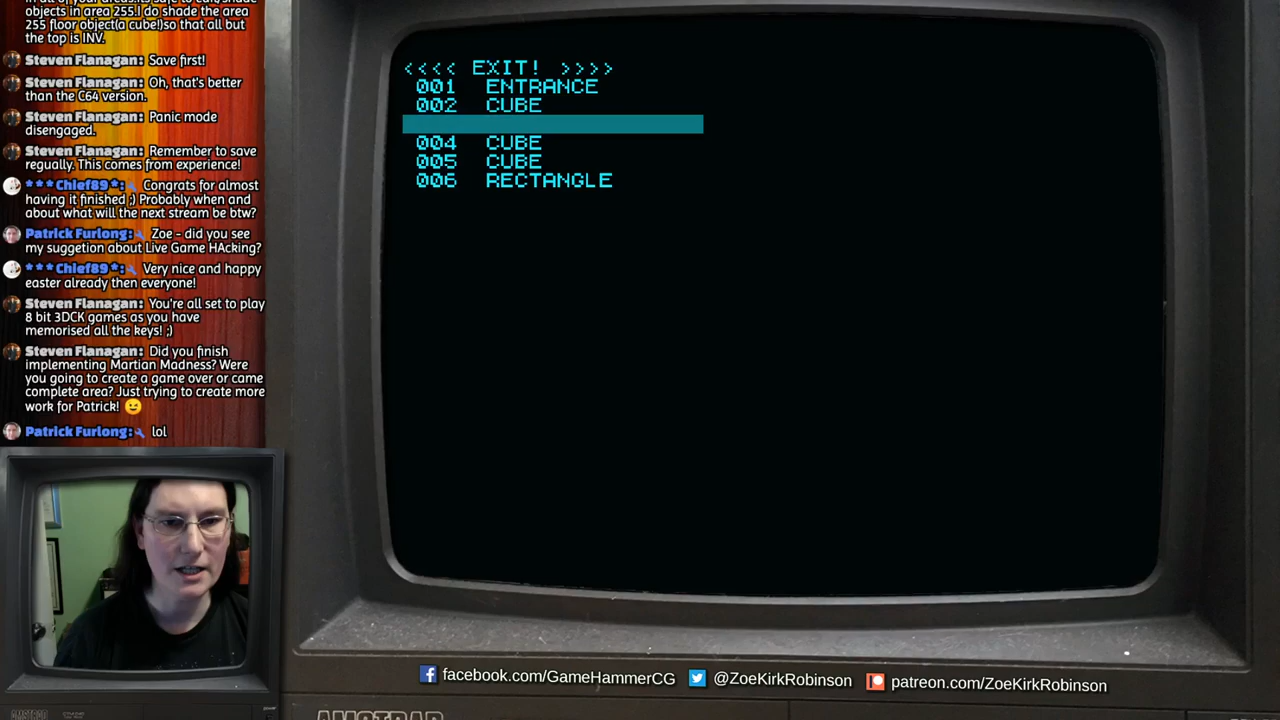 objects in area 255.I do shade the area
255 floor object(a cube!)so that all but
the top is INV.
Steven Flanagan: Save first!
Steven Flanagan: Oh, that's better
than the C64 version.
Steven Flanagan: Panic mode
disengaged.
Steven Flanagan: Remember to save
regually. This comes from experience!
***Chief89*: Congrats for almost
having it finished ;) Probably when and
about what will the next stream be btw?
Patrick Furlong: Zoe - did you see
my suggetion about Live Game HAcking?
***Chief89*: Very nice and happy
easter already then everyone!
Steven Flanagan: You're all set to play
8 bit 3DCK games as you have
memorised all the keys! ;)
Steven Flanagan: Did you finish
implementing Martian Madness? Were
you going to create a game over or came
complete area? Just trying to create more
work for Patrick! 😉
Patrick Furlong: lol
<<<< EXIT! >>>>
001 ENTRANCE
002 CUBE
004 CUBE
005 CUBE
006 RECTANGLE
facebook.com/GameHammerCG @ZoeKirkRobinson patreon.com/ZoeKirkRobinson